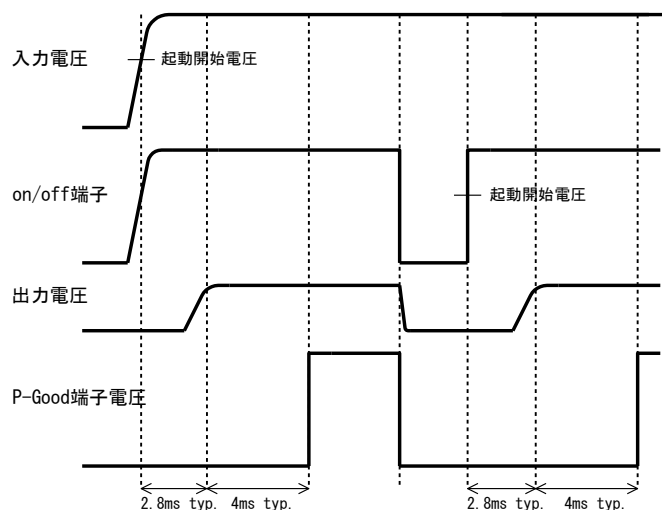 入力電圧
起動開始電圧
on/off端子
起動開始電圧
出力電圧
P-Good端子電圧
2.8ms typ. 4ms typ. 2.8ms typ. 4ms typ.